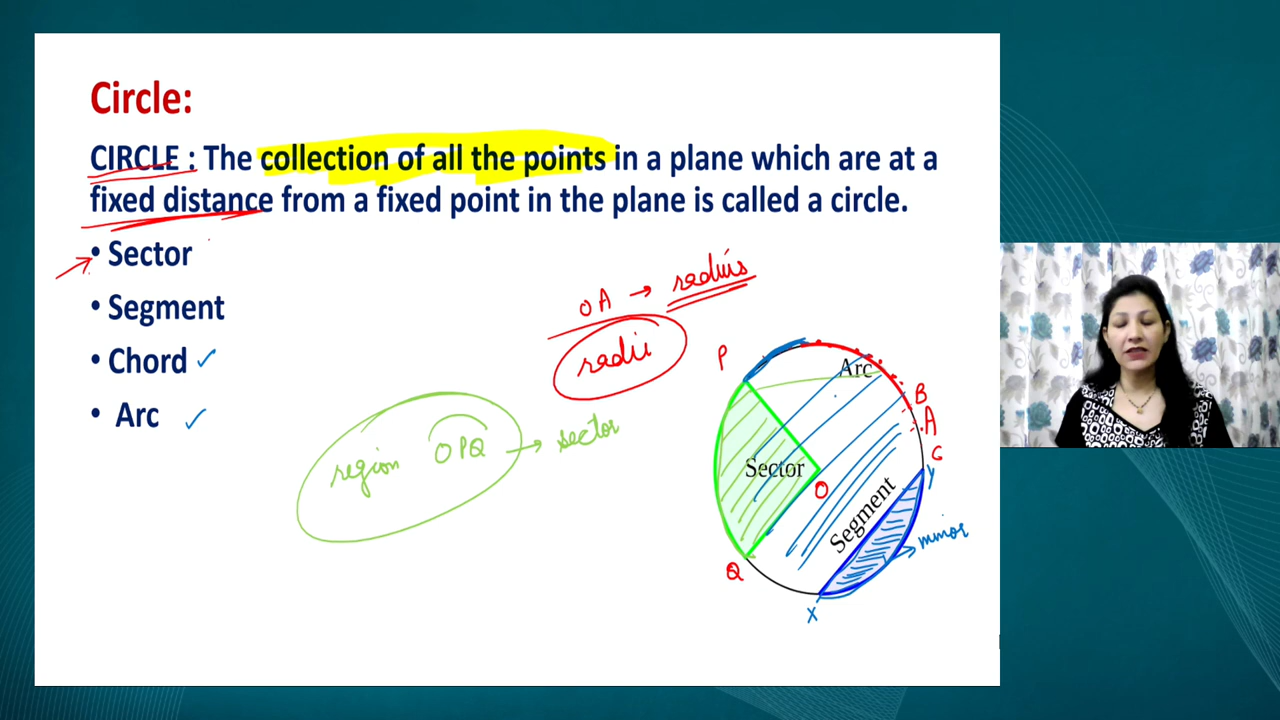 Circle:
CIRCLE : The collection of all the points in a plane which are at a
fixed distance from a fixed point in the plane is called a circle.
• Sector
• Segment
• Chord
• Arc
OA → radius
radii
region OPQ → sector
P
Arc
B
A
G
Sector
O
Y
Segment
minor
Q
X